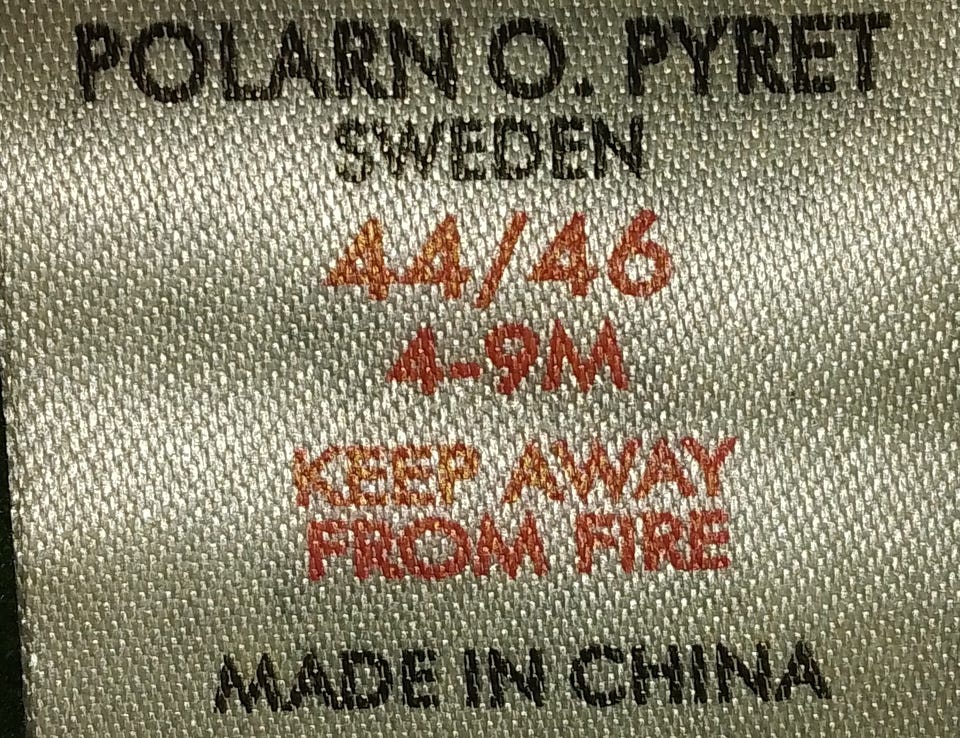 POLARN O. PYRET
SWEDEN
44/46
4-9M
KEEP AWAY
FROM FIRE
MADE IN CHINA